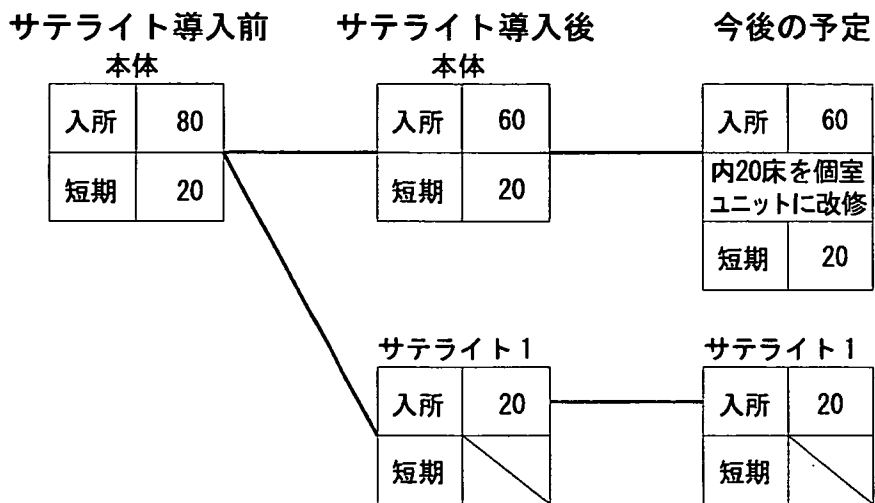 サテライト導入前 サテライト導入後 今後の予定
本体 本体
入所 80 入所 60 入所 60
短期 20 短期 20 内20床を個室
ユニットに改修
短期 20
サテライト1 サテライト1
入所 20 入所 20
短期 短期